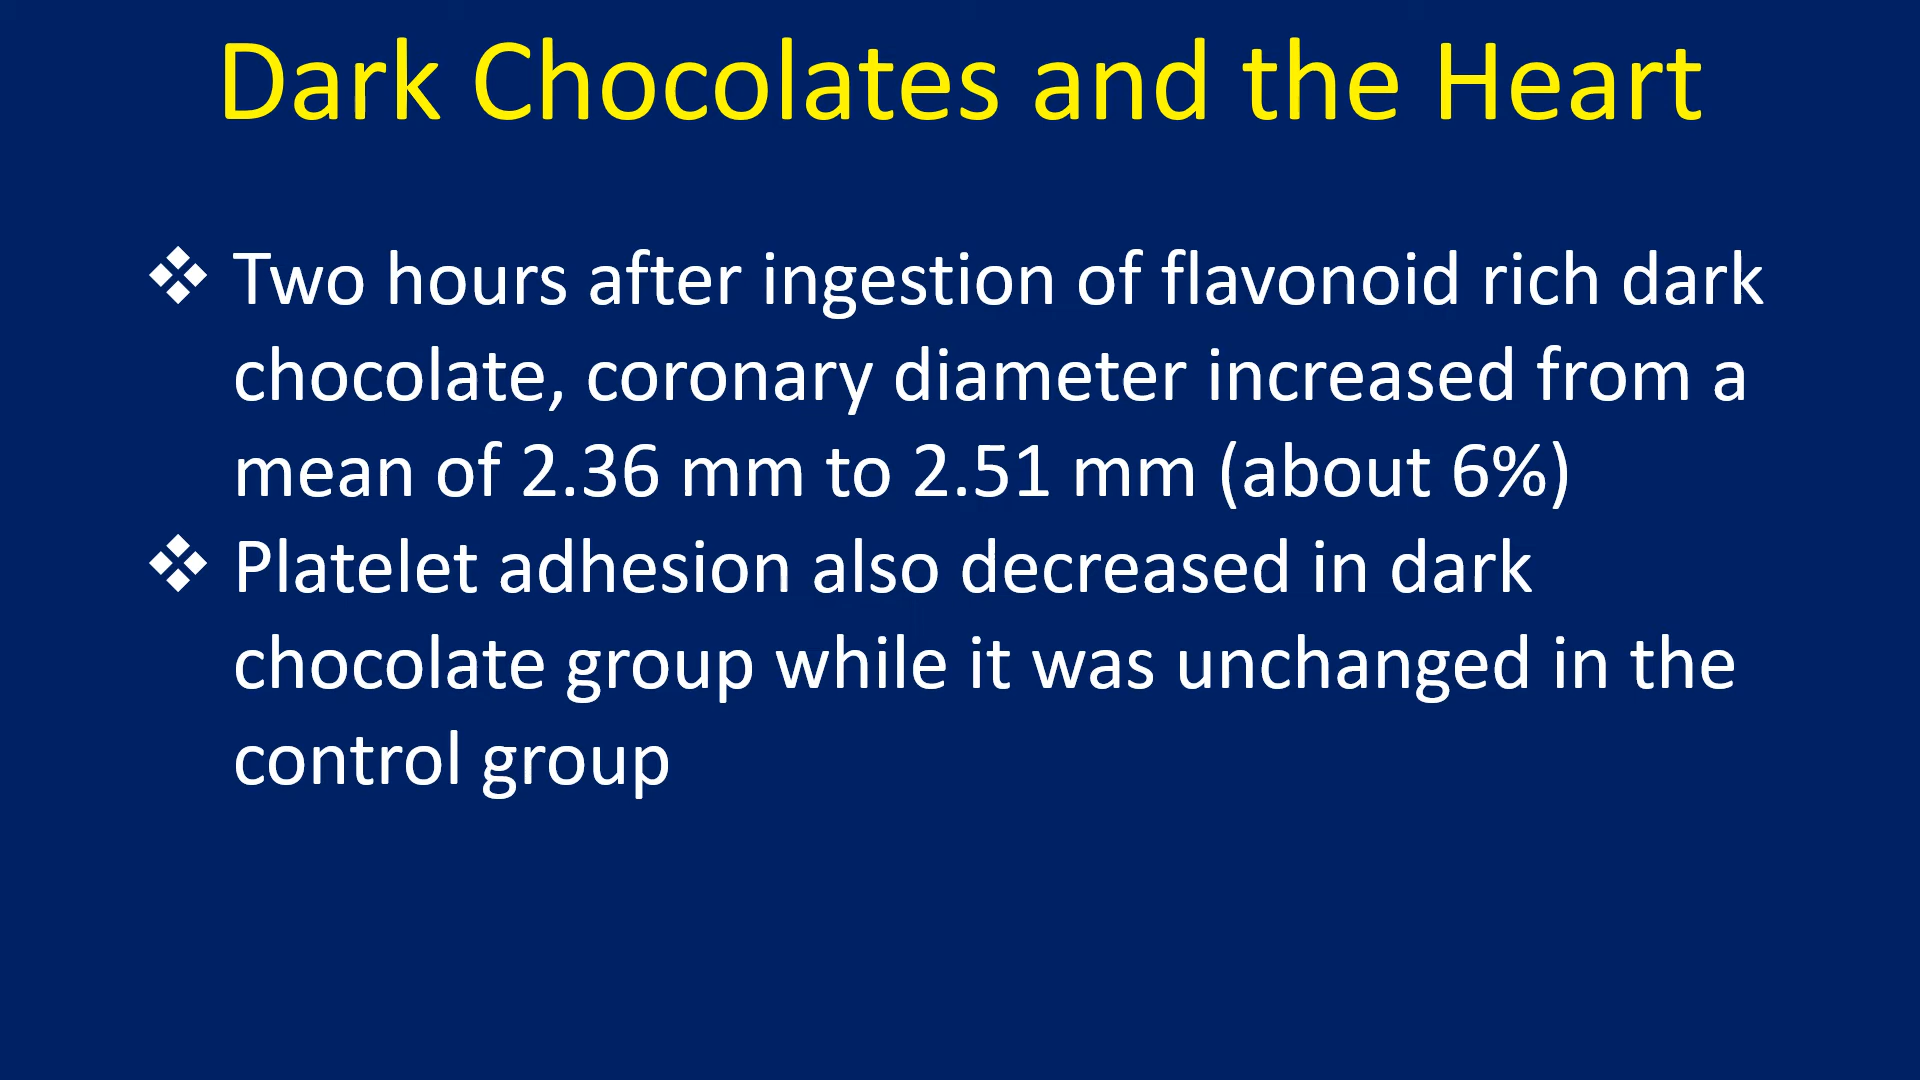 Dark Chocolates and the Heart
❖ Two hours after ingestion of flavonoid rich dark
chocolate, coronary diameter increased from a
mean of 2.36 mm to 2.51 mm (about 6%)
❖ Platelet adhesion also decreased in dark
chocolate group while it was unchanged in the
control group